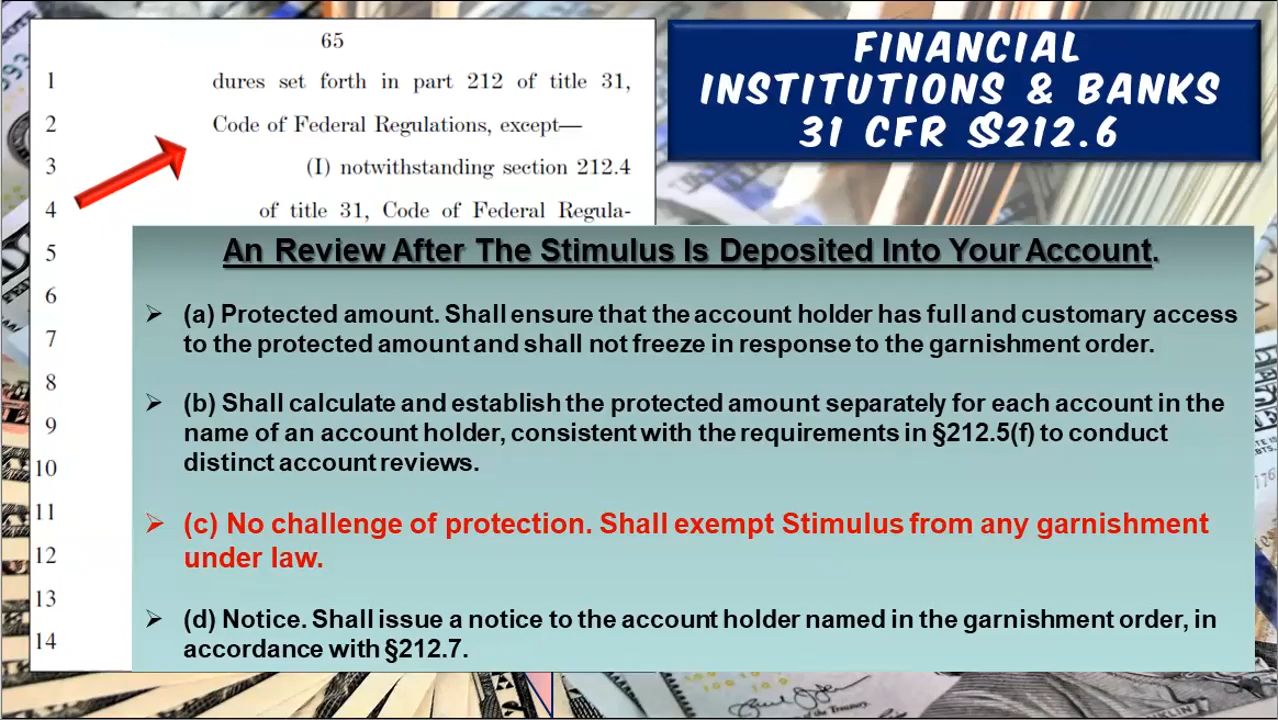 65
1 dures set forth in part 212 of title 31,
2 Code of Federal Regulations, except—
3 (I) notwithstanding section 212.4
4 of title 31, Code of Federal Regula-
5
6
7
8
9
10
11
12
13
14
FINANCIAL
INSTITUTIONS & BANKS
31 CFR §212.6
An Review After The Stimulus Is Deposited Into Your Account.
➢ (a) Protected amount. Shall ensure that the account holder has full and customary access
to the protected amount and shall not freeze in response to the garnishment order.
➢ (b) Shall calculate and establish the protected amount separately for each account in the
name of an account holder, consistent with the requirements in §212.5(f) to conduct
distinct account reviews.
➢ (c) No challenge of protection. Shall exempt Stimulus from any garnishment
under law.
➢ (d) Notice. Shall issue a notice to the account holder named in the garnishment order, in
accordance with §212.7.